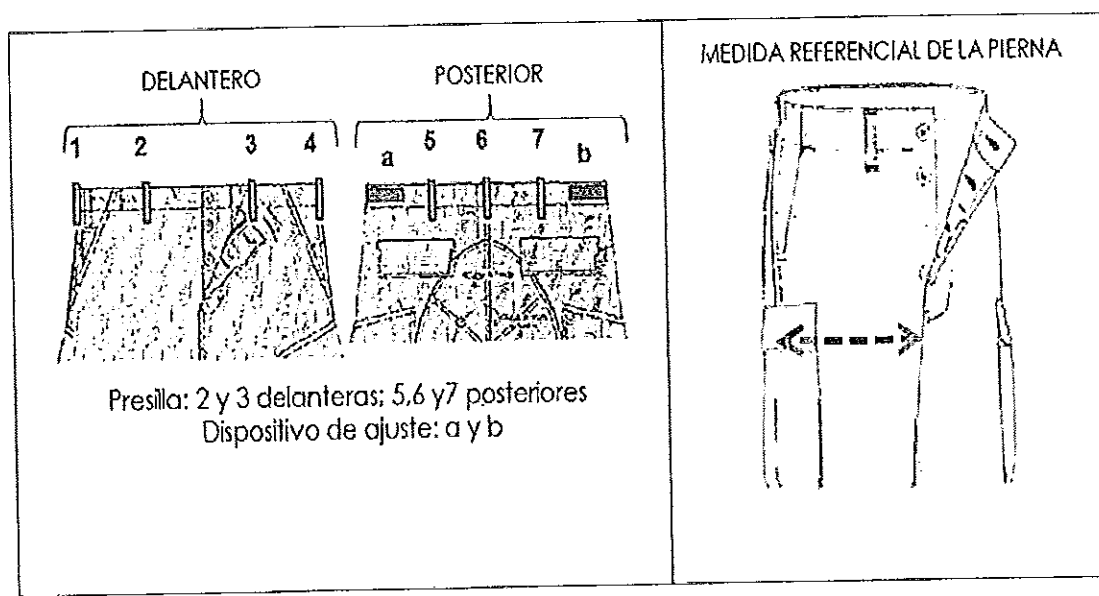 DELANTERO
POSTERIOR
1 2 3 4
a 5 6 7 b
Presilla: 2 y 3 delanteras; 5,6 y7 posteriores
Dispositivo de ajuste: a y b
MEDIDA REFERENCIAL DE LA PIERNA